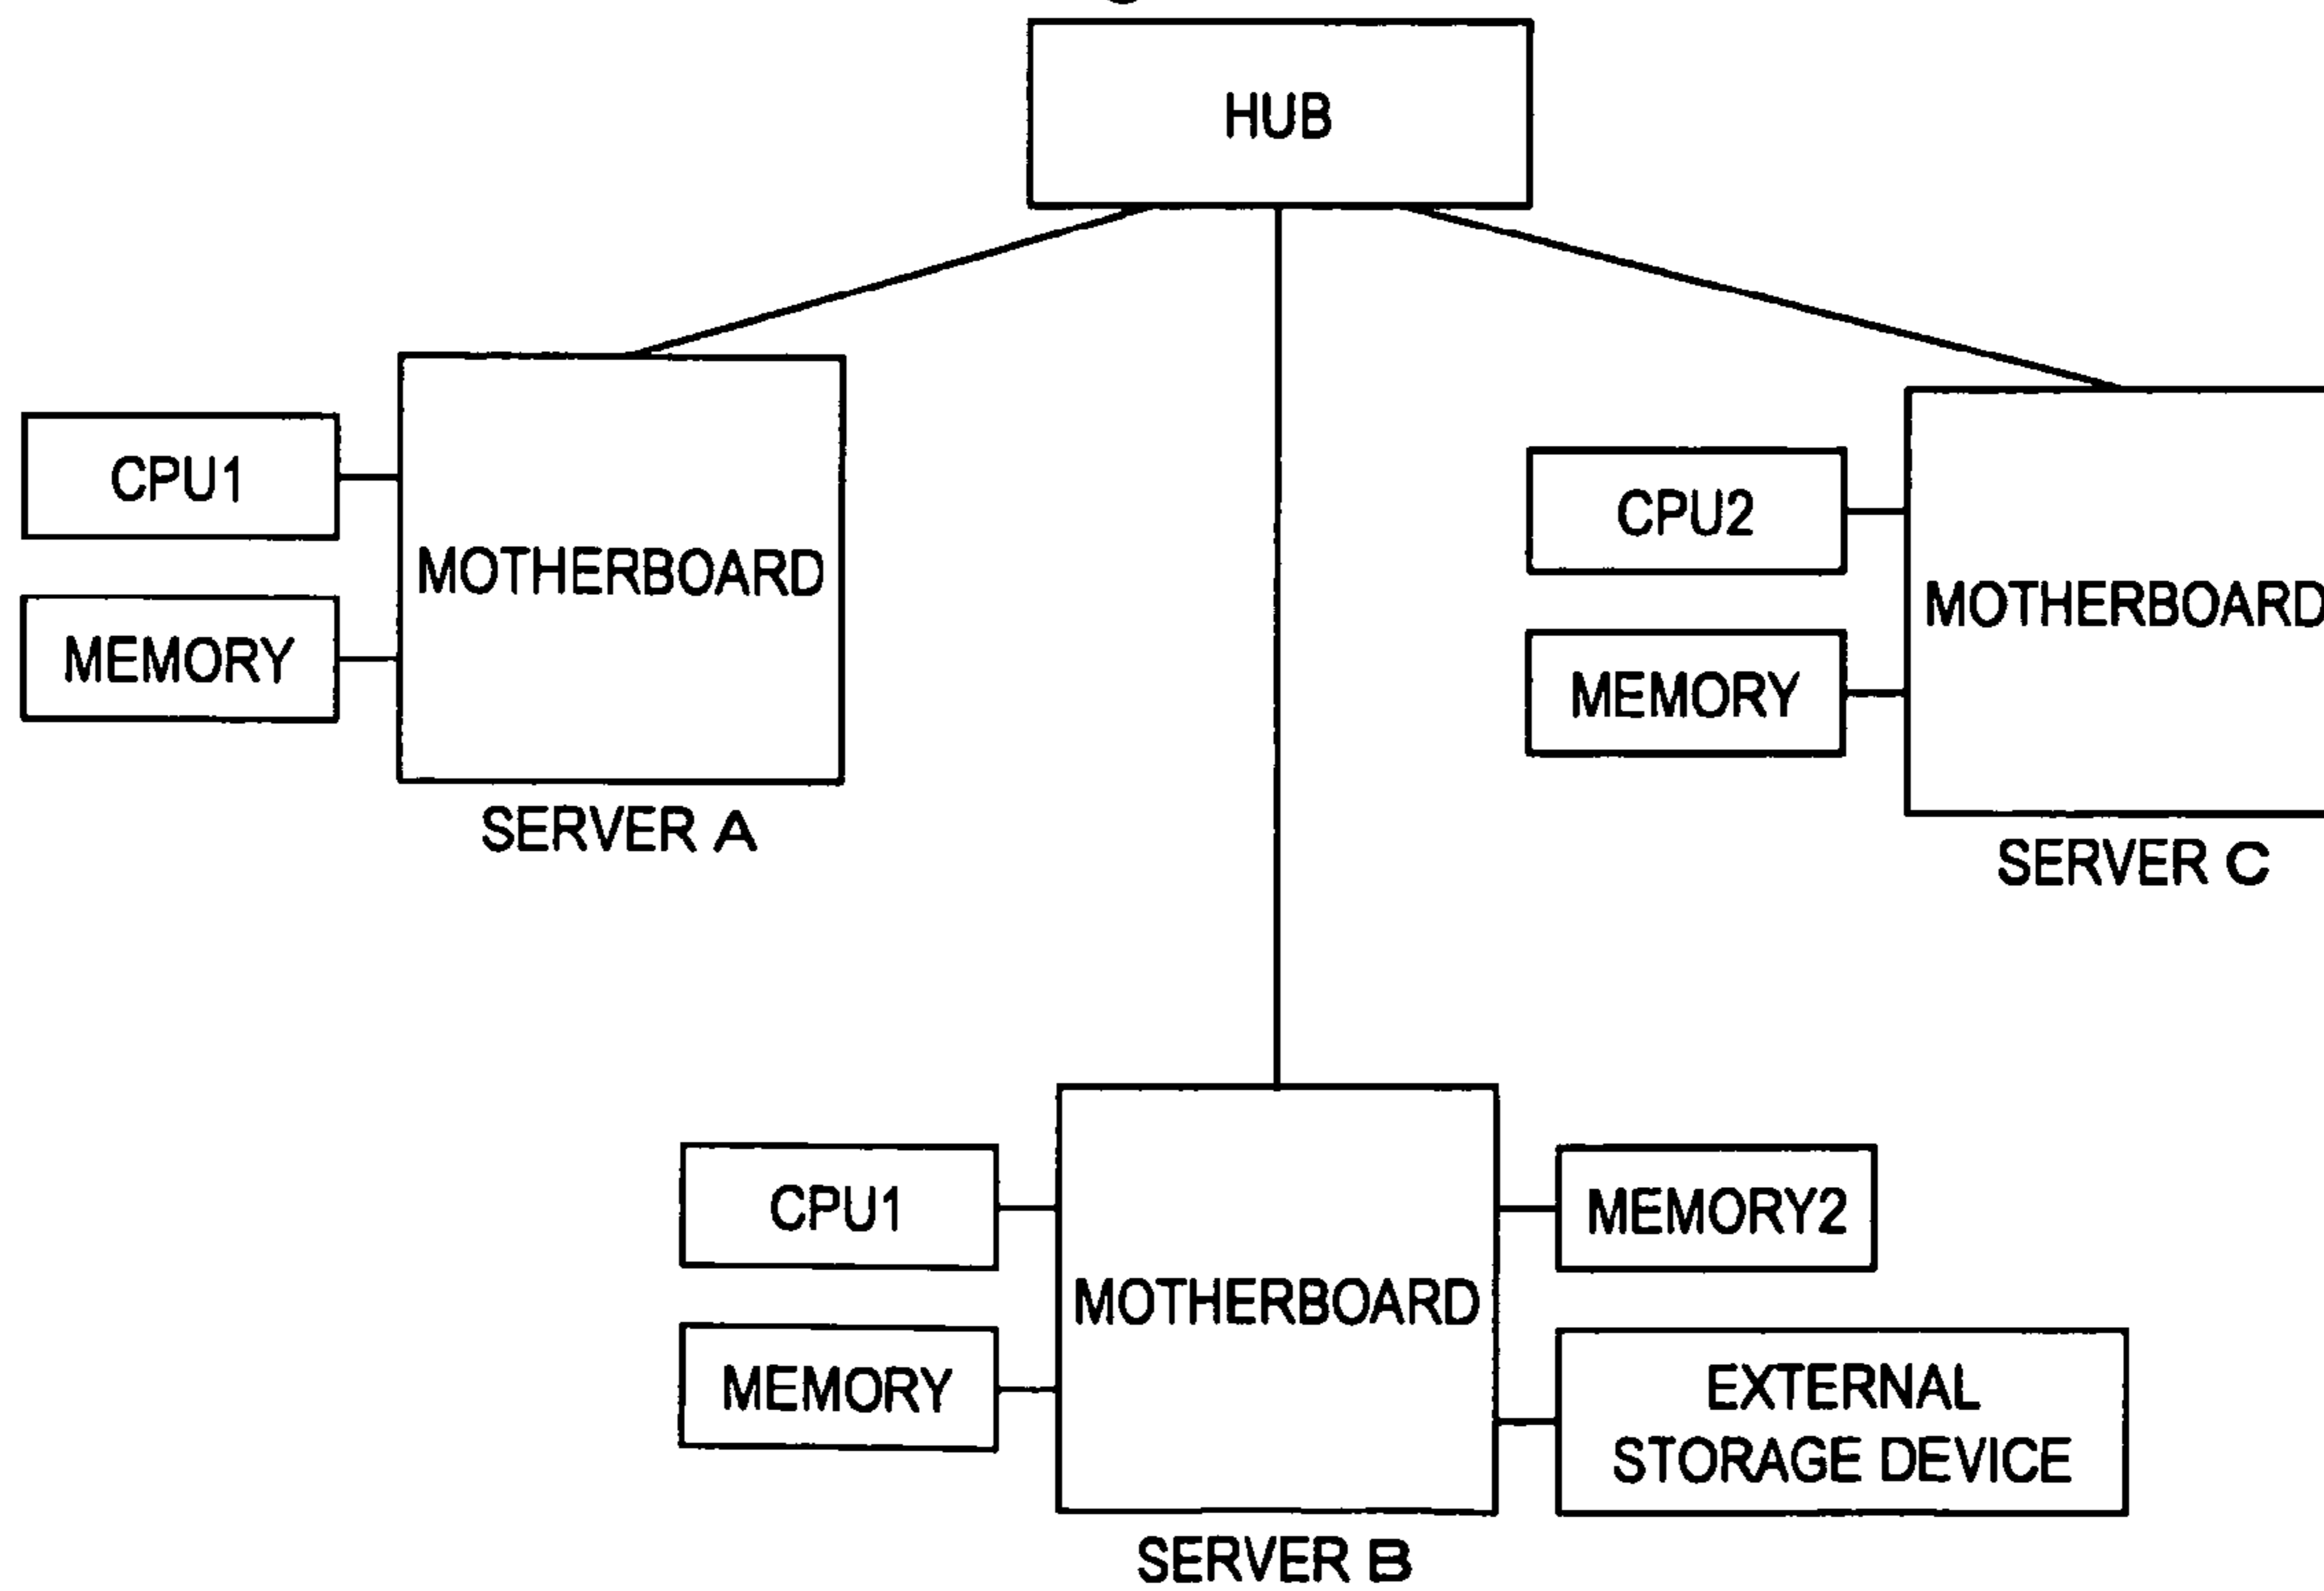 HUB
CPU1
MEMORY
MOTHERBOARD
SERVER A
CPU2
MEMORY
MOTHERBOARD
SERVER C
CPU1
MEMORY
MOTHERBOARD
MEMORY2
EXTERNAL
STORAGE DEVICE
SERVER B